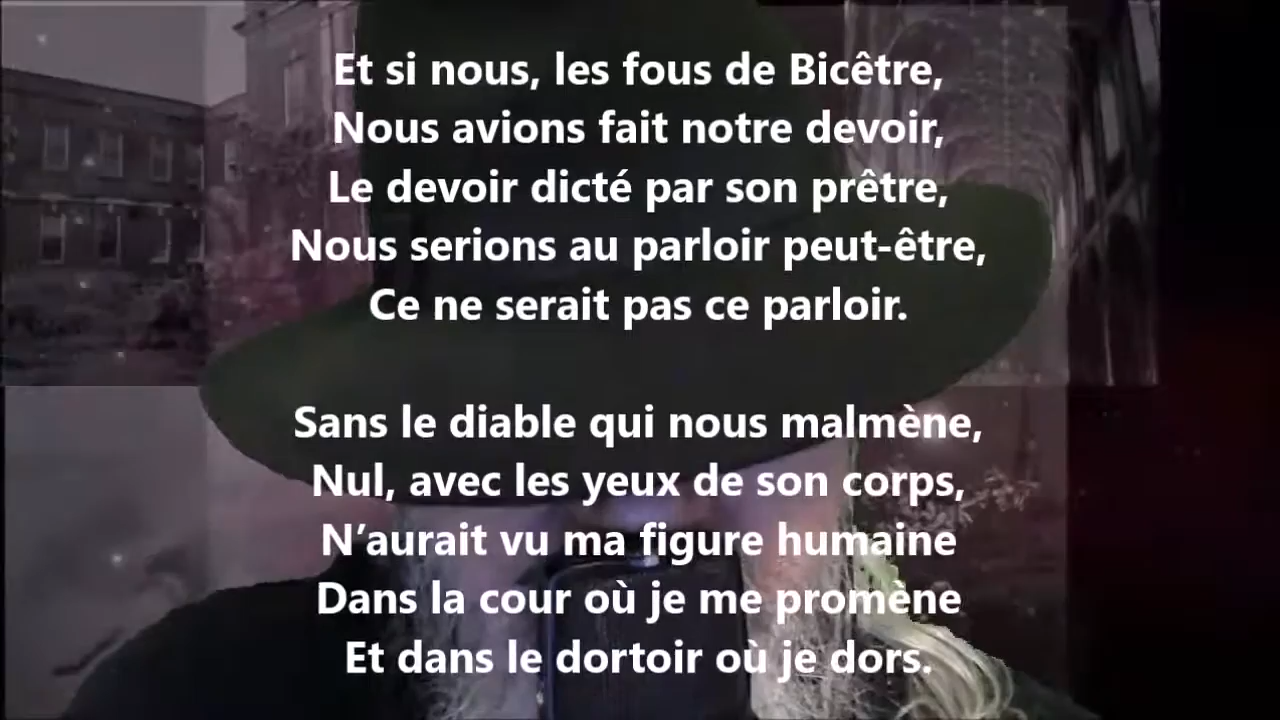 Et si nous, les fous de Bicêtre,
Nous avions fait notre devoir,
Le devoir dicté par son prêtre,
Nous serions au parloir peut-être,
Ce ne serait pas ce parloir.
Sans le diable qui nous malmène,
Nul, avec les yeux de son corps,
N’aurait vu ma figure humaine
Dans la cour où je me promène
Et dans le dortoir où je dors.